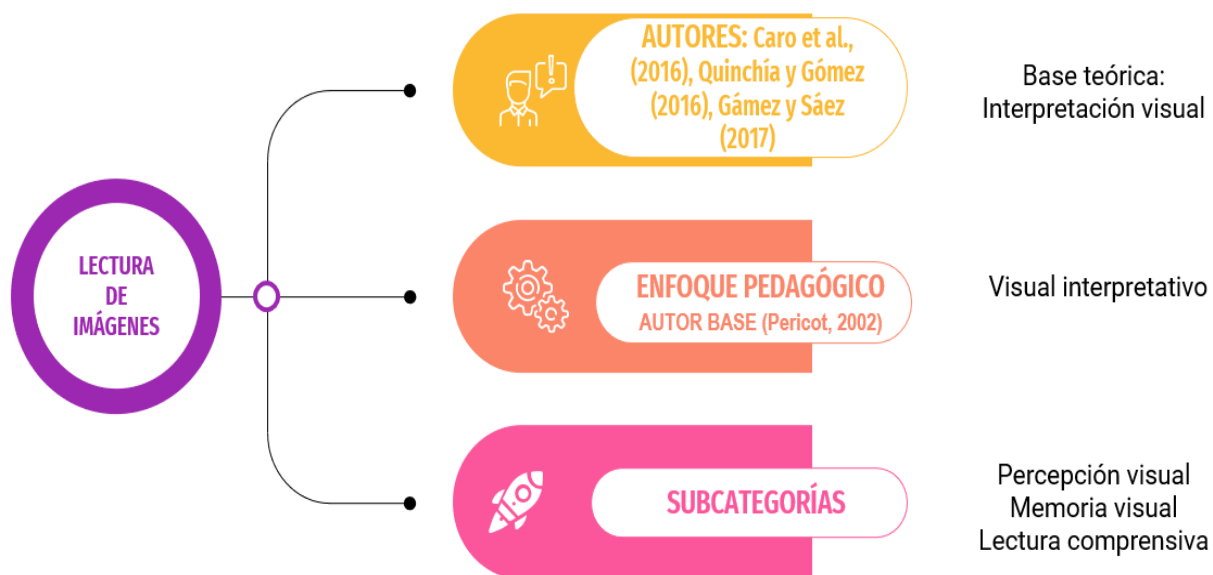 LECTURA
DE
IMÁGENES
AUTORES: Caro et al.,
(2016), Quinchía y Gómez
(2016), Gámez y Sáez
(2017)
Base teórica:
Interpretación visual
ENFOQUE PEDAGÓGICO
AUTOR BASE (Pericot, 2002)
Visual interpretativo
SUBCATEGORÍAS
Percepción visual
Memoria visual
Lectura comprensiva